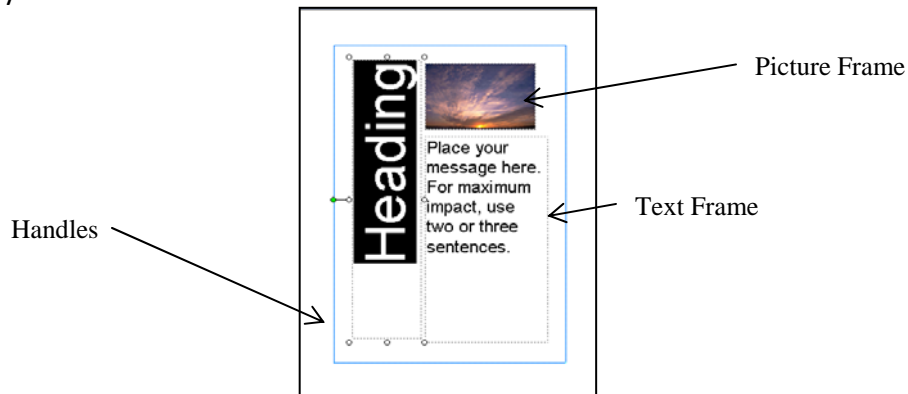 Heading
Picture Frame
Place your
message here.
For maximum
impact, use
two or three
sentences.
Text Frame
Handles